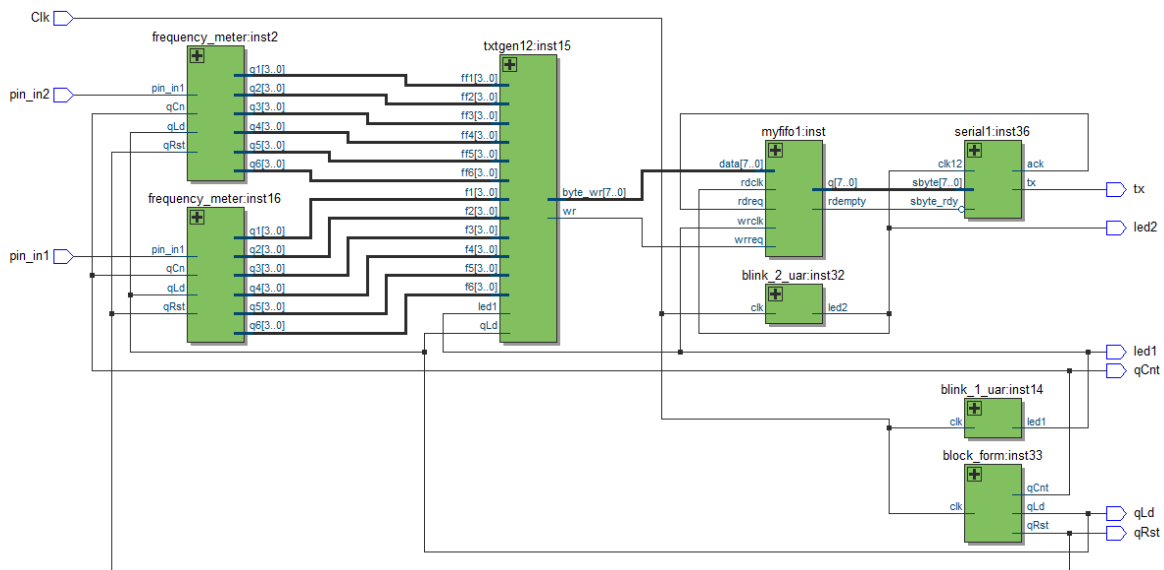 Clk
frequency_meter:inst2
pin_in2
pin_in1
qCn
qLd
qRst
q1[3..0]
q2[3..0]
q3[3..0]
q4[3..0]
q5[3..0]
q6[3..0]
frequency_meter:inst16
pin_in1
pin_in1
qCn
qLd
qRst
q1[3..0]
q2[3..0]
q3[3..0]
q4[3..0]
q5[3..0]
q6[3..0]
txtgen12:inst15
ff1[3..0]
ff2[3..0]
ff3[3..0]
ff4[3..0]
ff5[3..0]
ff6[3..0]
f1[3..0]
f2[3..0]
f3[3..0]
f4[3..0]
f5[3..0]
f6[3..0]
led1
qLd
byte_wr[7..0]
wr
myfifo1:inst
data[7..0]
rdclk
rdreq
wrclk
wrreq
q[7..0]
rdempty
serial1:inst36
clk12
sbyte[7..0]
sbyte_rdy
ack
tx
tx
led2
blink_2_uar:inst32
clk
led2
led1
qCnt
blink_1_uar:inst14
clk
led1
block_form:inst33
clk
qCnt
qLd
qRst
qLd
qRst